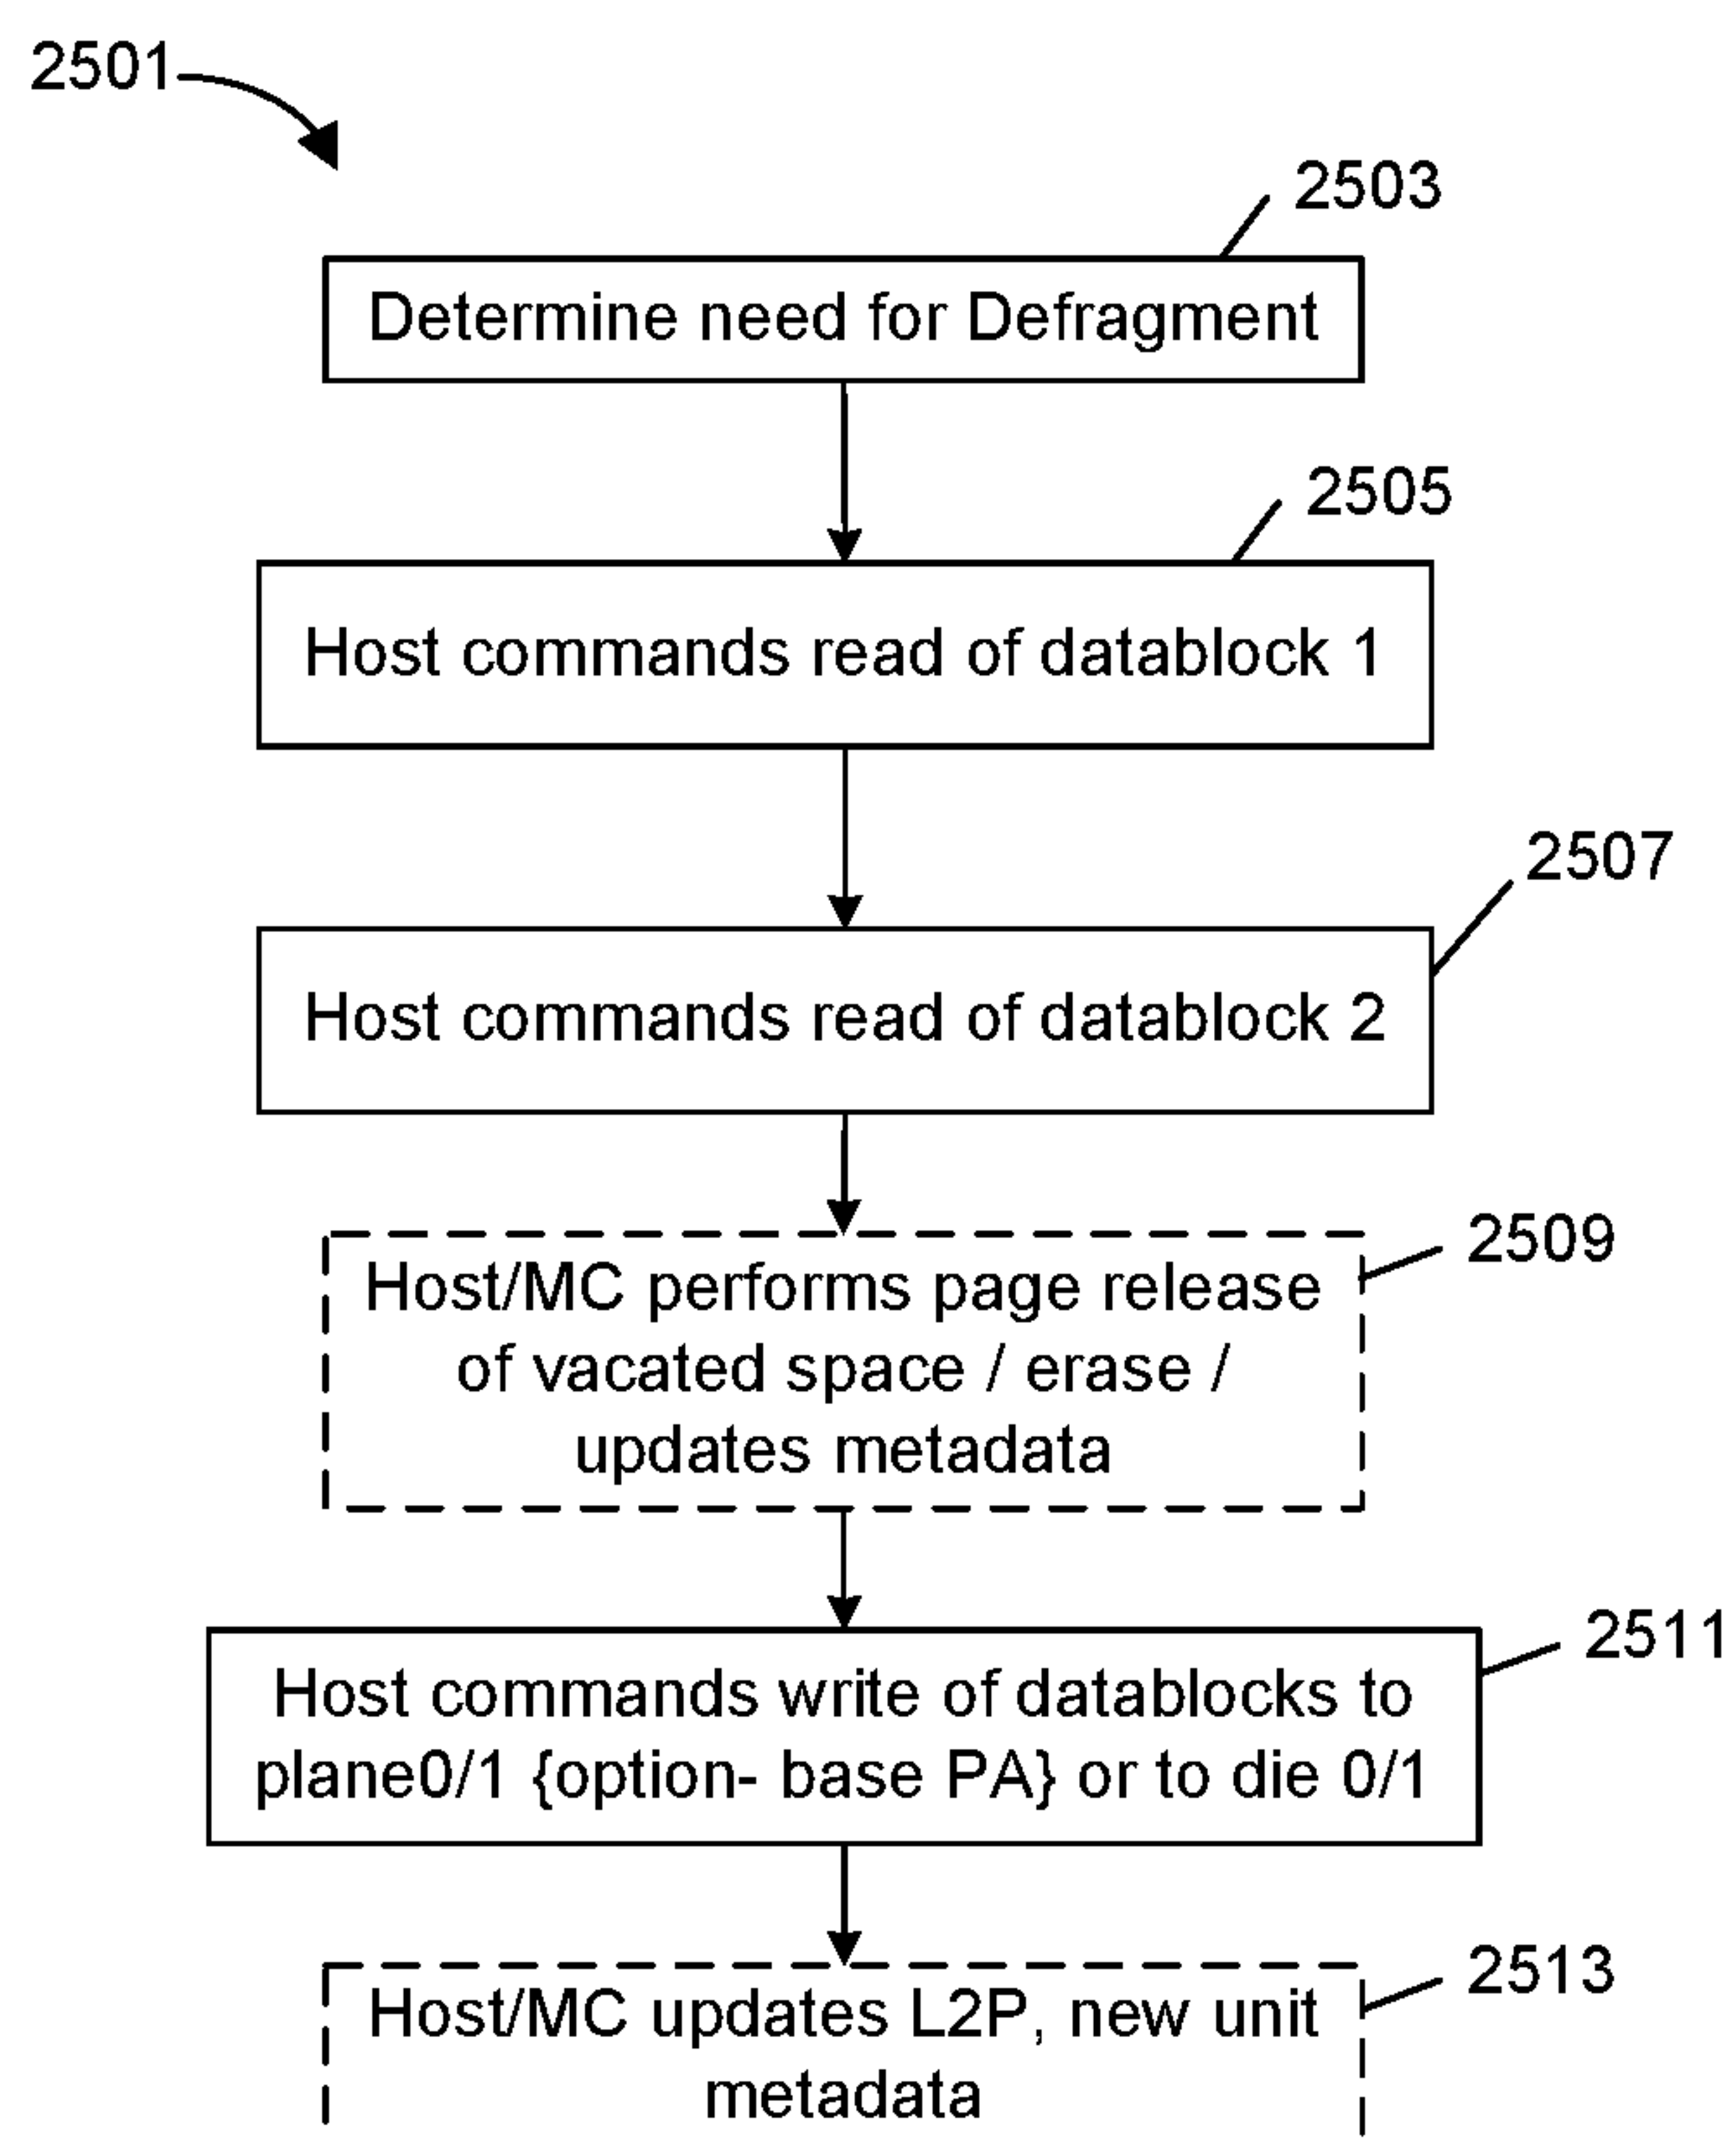 2501
2503
Determine need for Defragment
2505
Host commands read of datablock 1
2507
Host commands read of datablock 2
2509
Host/MC performs page release
of vacated space / erase /
updates metadata
2511
Host commands write of datablocks to
plane0/1 {option- base PA} or to die 0/1
2513
Host/MC updates L2P, new unit
metadata